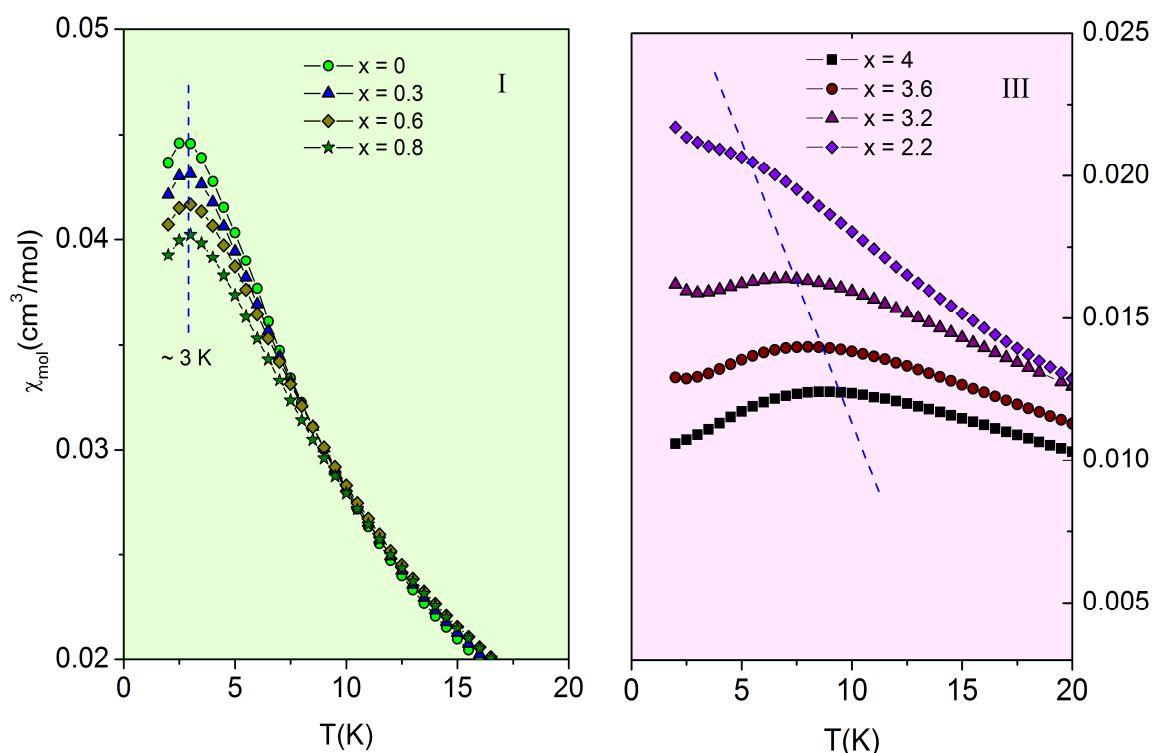 0.05
0.04
0.03
0.02
χmol(cm³/mol)
0
5
10
15
20
T(K)
x = 0
x = 0.3
x = 0.6
x = 0.8
I
~ 3 K
x = 4
x = 3.6
x = 3.2
x = 2.2
III
0.025
0.020
0.015
0.010
0.005
0
5
10
15
20
T(K)